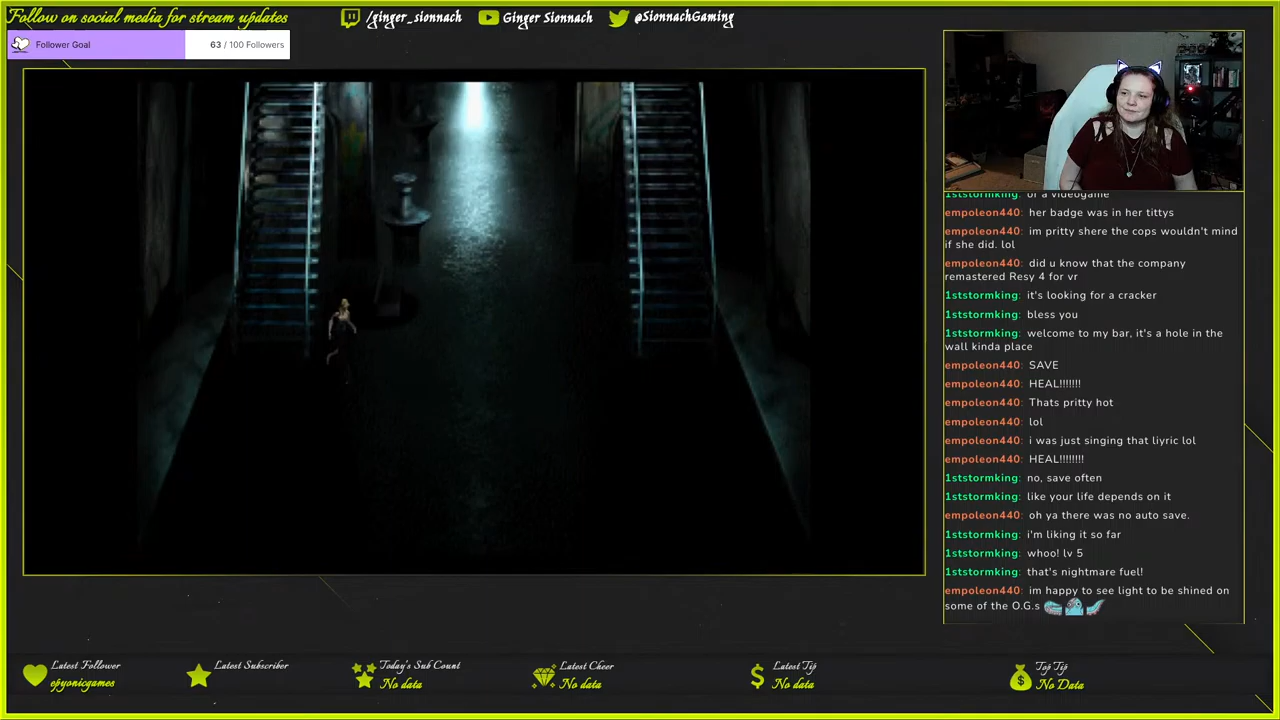 Follow on social media for stream updates
/ginger_sionnach
Ginger Sionnach
@SionnachGaming
Follower Goal
63 / 100 Followers
1ststormking: or a videogame
empoleon440: her badge was in her tittys
empoleon440: im pritty shere the cops wouldn't mind
if she did. lol
empoleon440: did u know that the company
remastered Resy 4 for vr
1ststormking: it's looking for a cracker
1ststormking: bless you
1ststormking: welcome to my bar, it's a hole in the
wall kinda place
empoleon440: SAVE
empoleon440: HEAL!!!!!!!
empoleon440: Thats pritty hot
empoleon440: lol
empoleon440: i was just singing that liyric lol
empoleon440: HEAL!!!!!!!!
1ststormking: no, save often
1ststormking: like your life depends on it
empoleon440: oh ya there was no auto save.
1ststormking: i'm liking it so far
1ststormking: whoo! lv 5
1ststormking: that's nightmare fuel!
empoleon440: im happy to see light to be shined on
some of the O.G.s
Latest Follower
epyonicgames
Latest Subscriber
Today's Sub Count
No data
Latest Cheer
No data
Latest Tip
No data
Top Tip
No Data